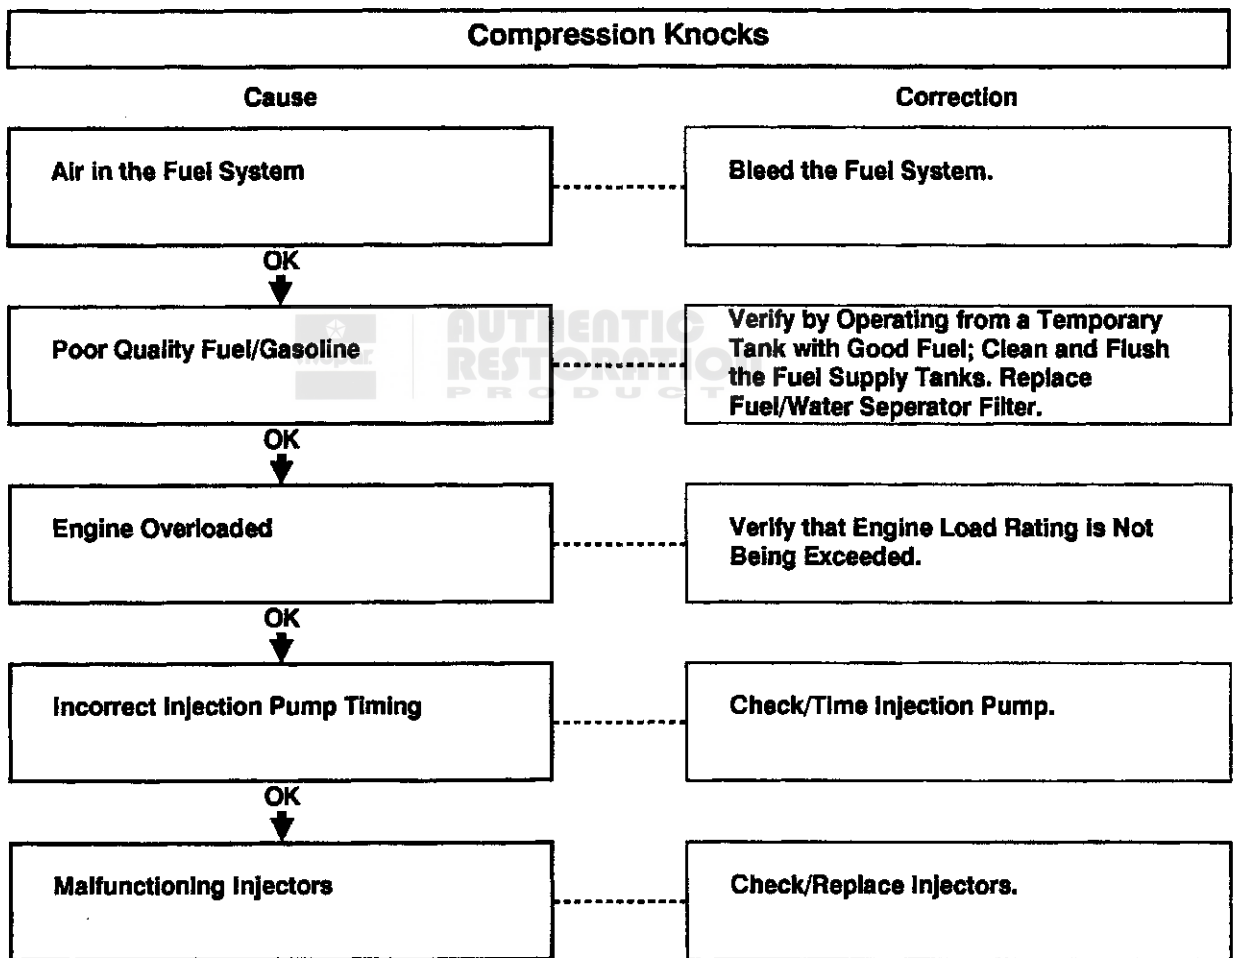 Compression Knocks
Cause
Correction
Air in the Fuel System
Bleed the Fuel System.
OK
Poor Quality Fuel/Gasoline
Verify by Operating from a Temporary
Tank with Good Fuel; Clean and Flush
the Fuel Supply Tanks. Replace
Fuel/Water Seperator Filter.
AUTHENTIC
RESTORATION
PRODUCT
OK
Engine Overloaded
Verify that Engine Load Rating is Not
Being Exceeded.
OK
Incorrect Injection Pump Timing
Check/Time Injection Pump.
OK
Malfunctioning Injectors
Check/Replace Injectors.